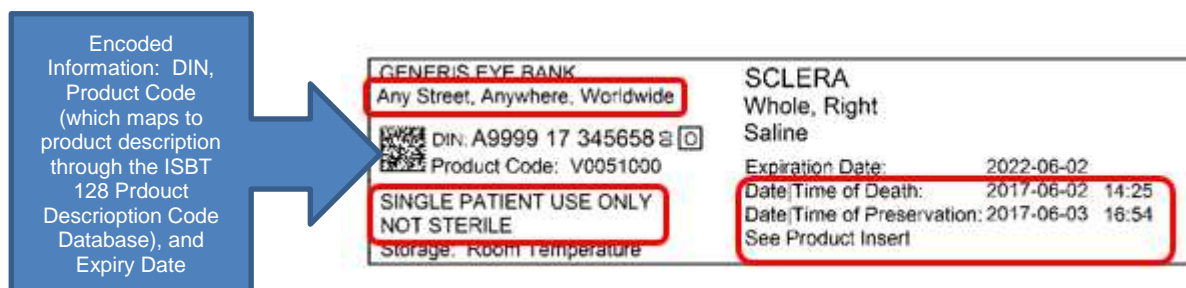 Encoded
Information: DIN,
Product Code
(which maps to
product description
through the ISBT
128 Prdouct
Descrioption Code
Database), and
Expiry Date
GENERIS EYE BANK
Any Street, Anywhere, Worldwide
DIN: A9999 17 345658 O
Product Code: V0051000
SINGLE PATIENT USE ONLY
NOT STERILE
Storage: Room Temperature
SCLERA
Whole, Right
Saline
Expiration Date: 2022-06-02
Date|Time of Death: 2017-06-02 14:25
Date|Time of Preservation: 2017-06-03 16:54
See Product Insert